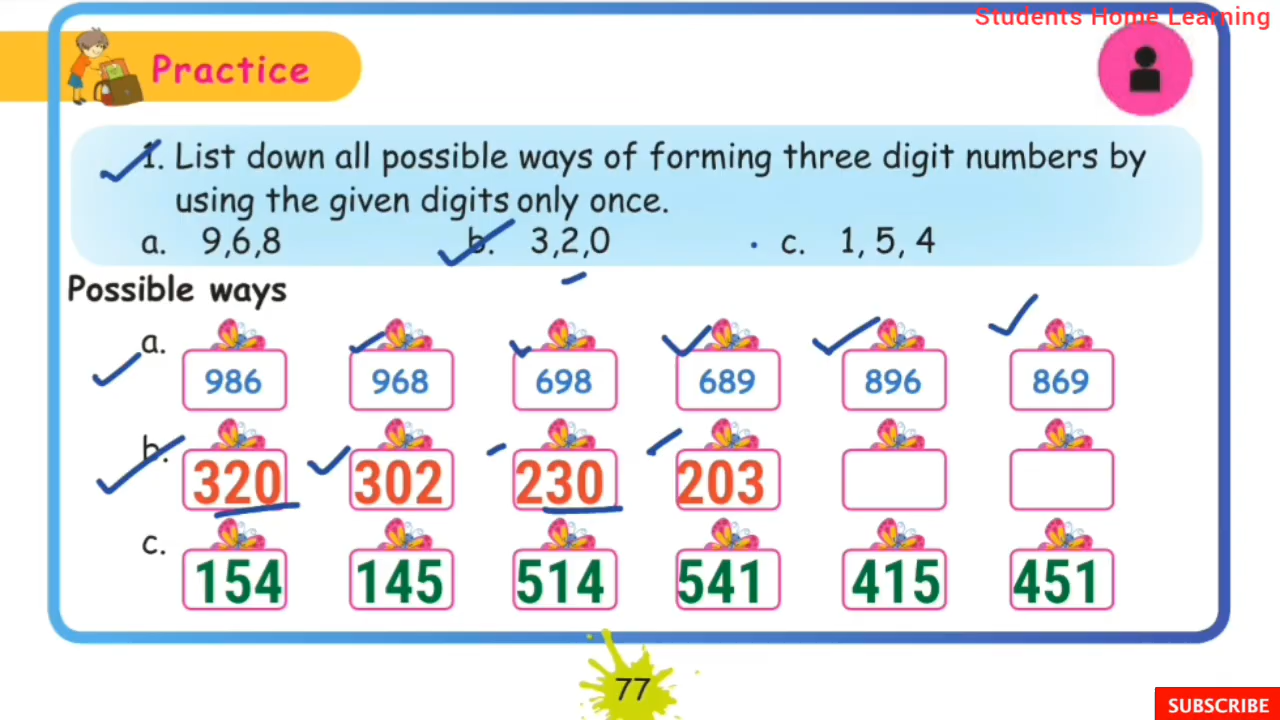 Students Home Learning
Practice
1. List down all possible ways of forming three digit numbers by
using the given digits only once.
a. 9,6,8 b. 3,2,0 c. 1, 5, 4
Possible ways
a. 986 968 698 689 896 869
b. 320 302 230 203
c. 154 145 514 541 415 451
77
SUBSCRIBE